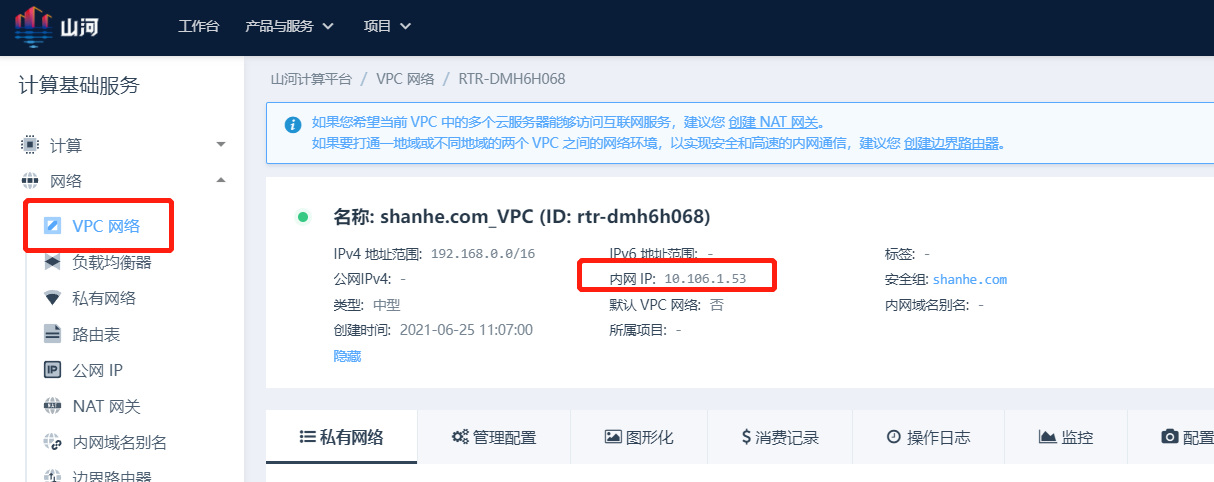 山河
工作台 产品与服务 项目
计算基础服务
计算
网络
VPC 网络
负载均衡器
私有网络
路由表
IP 公网 IP
NAT NAT 网关
内网域名别名
边界路由器
山河计算平台 / VPC 网络 / RTR-DMH6H068
如果您希望当前 VPC 中的多个云服务器能够访问互联网服务，建议您 创建 NAT 网关。
如果要打通一地域或不同地域的两个 VPC 之间的网络环境，以实现安全和高速的内网通信，建议您 创建边界路由器。
名称: shanhe.com_VPC (ID: rtr-dmh6h068)
IPv4 地址范围: 192.168.0.0/16 IPv6 地址范围: - 标签: -
公网IPv4: - 内网 IP: 10.106.1.53 安全组: shanhe.com
类型: 中型 默认 VPC 网络: 否 内网域名别名: -
创建时间: 2021-06-25 11:07:00 所属项目: -
隐藏
私有网络 管理配置 图形化 $ 消费记录 操作日志 监控 配置